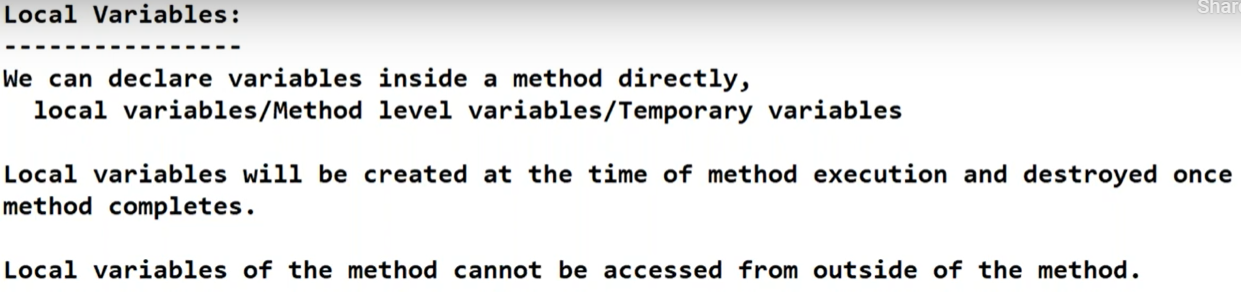 Local Variables:
----------------
We can declare variables inside a method directly,
local variables/Method level variables/Temporary variables
Local variables will be created at the time of method execution and destroyed once
method completes.
Local variables of the method cannot be accessed from outside of the method.